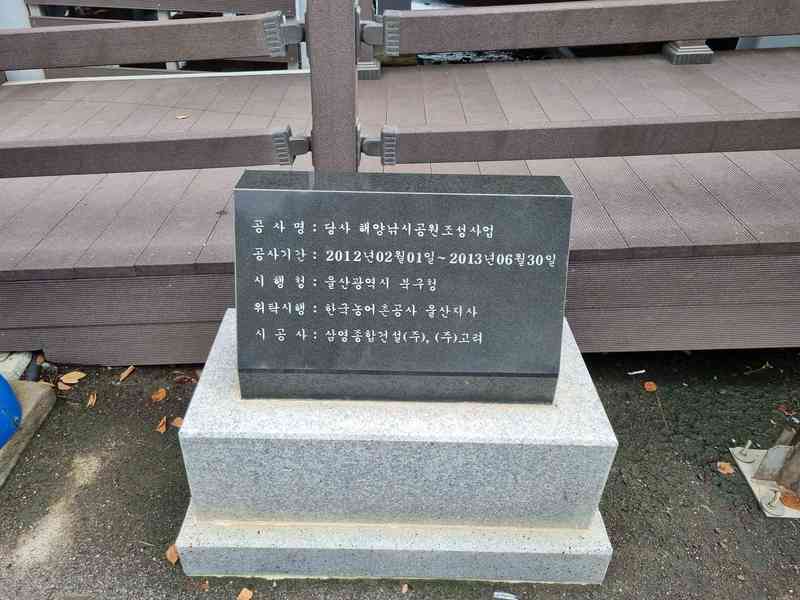 공 사 명 : 당사 해양낚시공원조성사업
공사기간 : 2012년02월01일~2013년06월30일
시 행 청 : 울산광역시 북구청
위탁시행 : 한국농어촌공사 울산지사
시 공 사 : 삼영종합건설(주), (주)고려